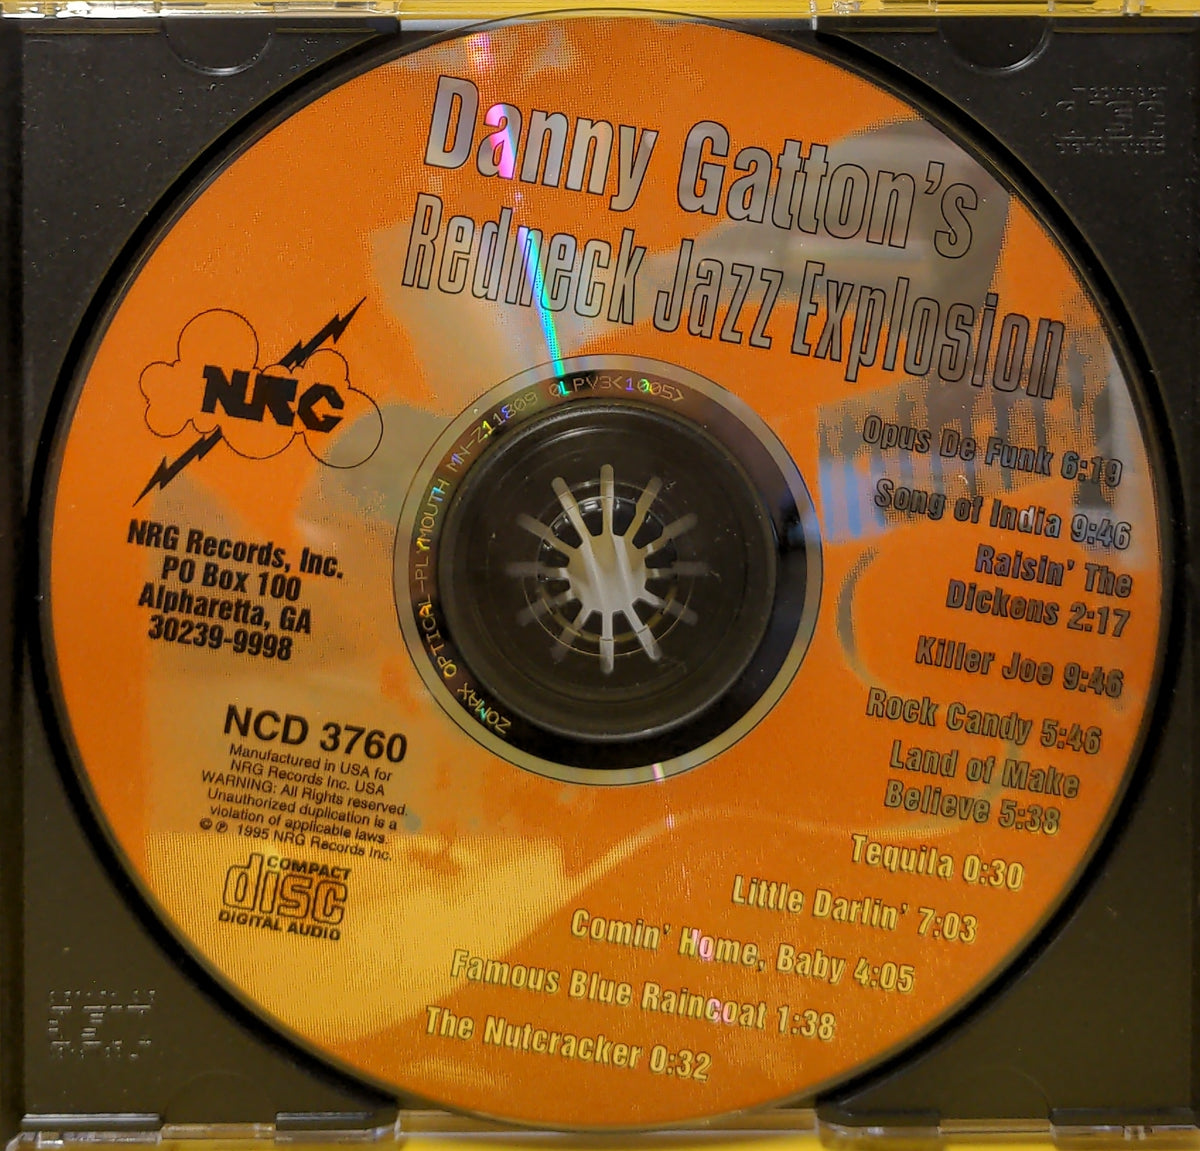 Danny Gatton's
Redneck Jazz Explosion
NRG
NRG Records, Inc.
PO Box 100
Alpharetta, GA
30239-9998
NCD 3760
Manufactured in USA for
NRG Records Inc. USA
WARNING: All Rights reserved.
Unauthorized duplication is a
violation of applicable laws.
© ℗ 1995 NRG Records Inc.
COMPACT
disc
DIGITAL AUDIO
Opus De Funk 6:19
Song of India 9:46
Raisin' The
Dickens 2:17
Killer Joe 9:46
Rock Candy 5:46
Land of Make
Believe 5:38
Tequila 0:30
Little Darlin' 7:03
Comin' Home, Baby 4:05
Famous Blue Raincoat 1:38
The Nutcracker 0:32
ZOMAX OPTICAL-PLYMOUTH MN-Z11809 0LPV3<1005>